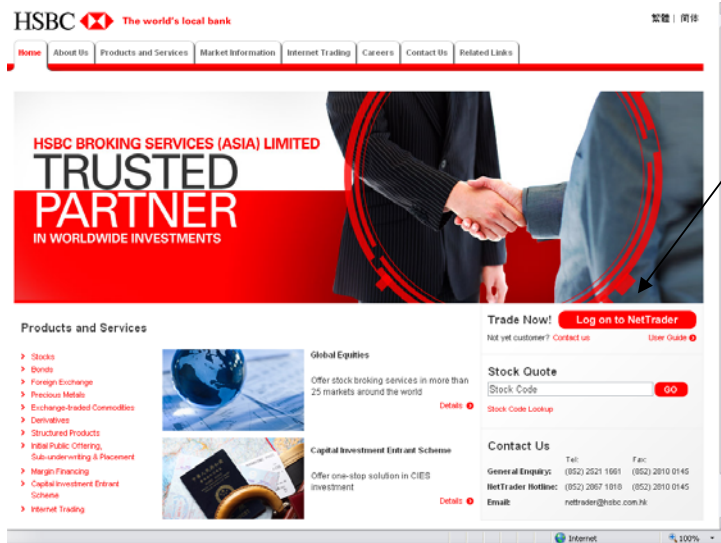 HSBC The world's local bank
繁體 | 简体
Home About Us Products and Services Market Information Internet Trading Careers Contact Us Related Links
HSBC BROKING SERVICES (ASIA) LIMITED
TRUSTED
PARTNER
IN WORLDWIDE INVESTMENTS
Products and Services
Stocks
Bonds
Foreign Exchange
Precious Metals
Exchange-traded Commodities
Derivatives
Structured Products
Initial Public Offering,
Sub-underwriting & Placement
Margin Financing
Capital Investment Entrant
Scheme
Internet Trading
Global Equities
Offer stock broking services in more than
25 markets around the world
Details
Capital Investment Entrant Scheme
Offer one-stop solution in CIES
investment
Details
Trade Now! Log on to NetTrader
Not yet customer? Contact us User Guide
Stock Quote
Stock Code GO
Stock Code Lookup
Contact Us
Tel: Fax:
General Enquiry: (852) 2521 1661 (852) 2810 0145
NetTrader Hotline: (852) 2867 1818 (852) 2810 0145
Email: nettrader@hsbc.com.hk
Internet 100%